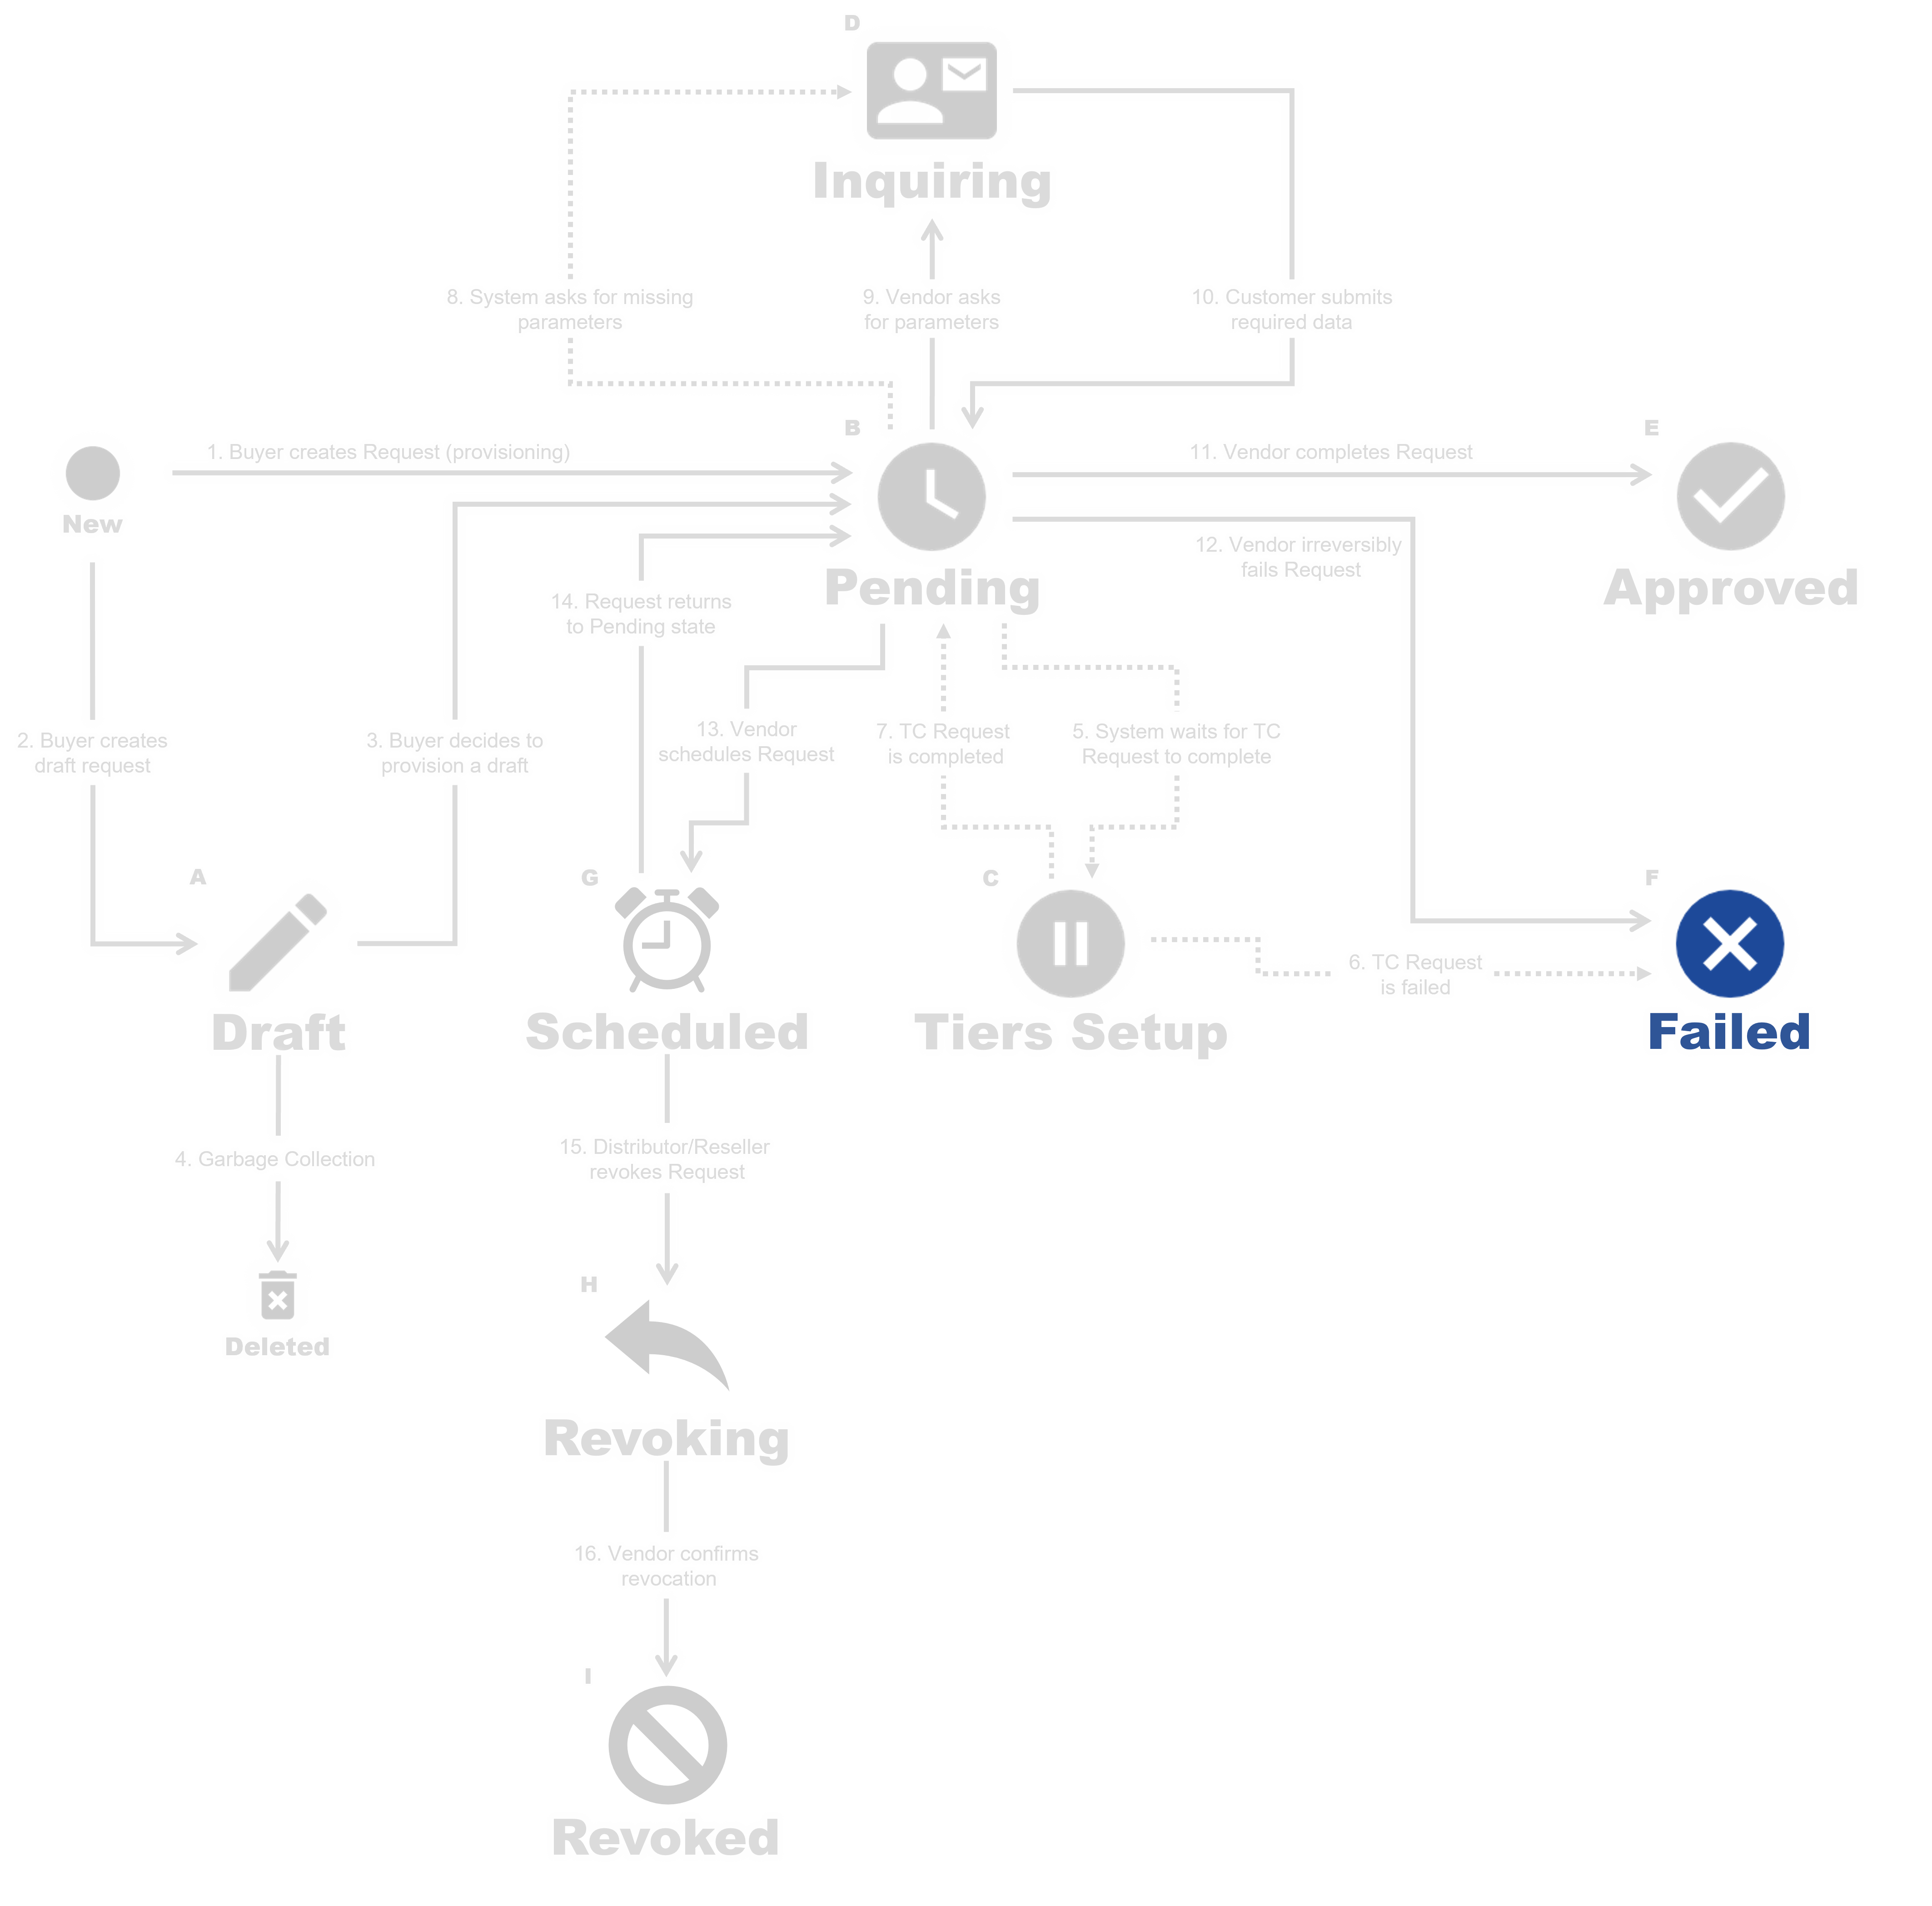 D
Inquiring
8. System asks for missing
parameters
9. Vendor asks
for parameters
10. Customer submits
required data
B
E
1. Buyer creates Request (provisioning)
11. Vendor completes Request
New
12. Vendor irreversibly
fails Request
Pending
Approved
14. Request returns
to Pending state
2. Buyer creates
draft request
3. Buyer decides to
provision a draft
13. Vendor
schedules Request
7. TC Request
is completed
5. System waits for TC
Request to complete
A
G
C
F
6. TC Request
is failed
Draft
Scheduled
Tiers Setup
Failed
4. Garbage Collection
15. Distributor/Reseller
revokes Request
H
Deleted
Revoking
16. Vendor confirms
revocation
I
Revoked